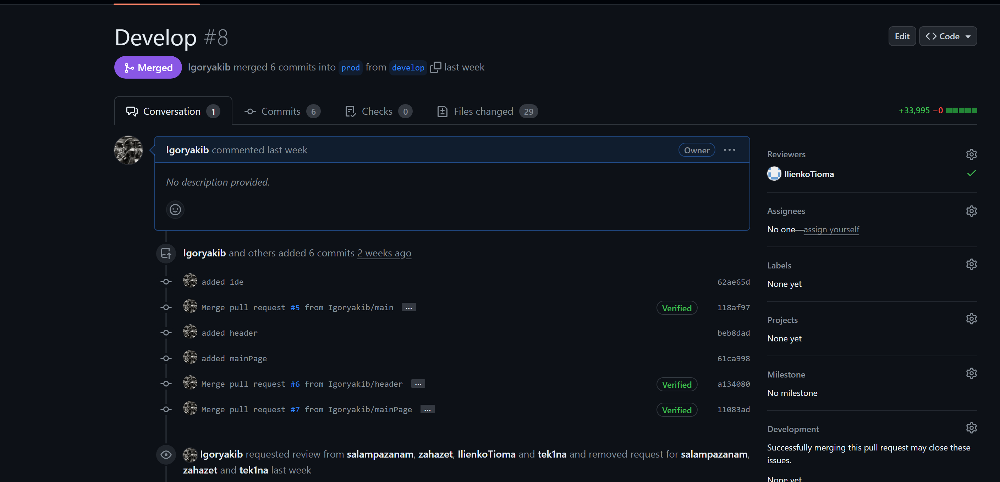 Develop #8
Edit
Code
Merged
Igoryakib merged 6 commits into prod from develop last week
Conversation 1
Commits 6
Checks 0
Files changed 29
+33,995 −0
Igoryakib commented last week
Owner
No description provided.
Igoryakib and others added 6 commits 2 weeks ago
added ide 62ae65d
Merge pull request #5 from Igoryakib/main … Verified 118af97
added header beb8dad
added mainPage 61ca998
Merge pull request #6 from Igoryakib/header … Verified a134080
Merge pull request #7 from Igoryakib/mainPage … Verified 11083ad
Igoryakib requested review from salampazanam, zahazet, IlienkoTioma and tek1na and removed request for salampazanam,
zahazet and tek1na last week
Reviewers
IlienkoTioma
Assignees
No one—assign yourself
Labels
None yet
Projects
None yet
Milestone
No milestone
Development
Successfully merging this pull request may close these
issues.
None yet